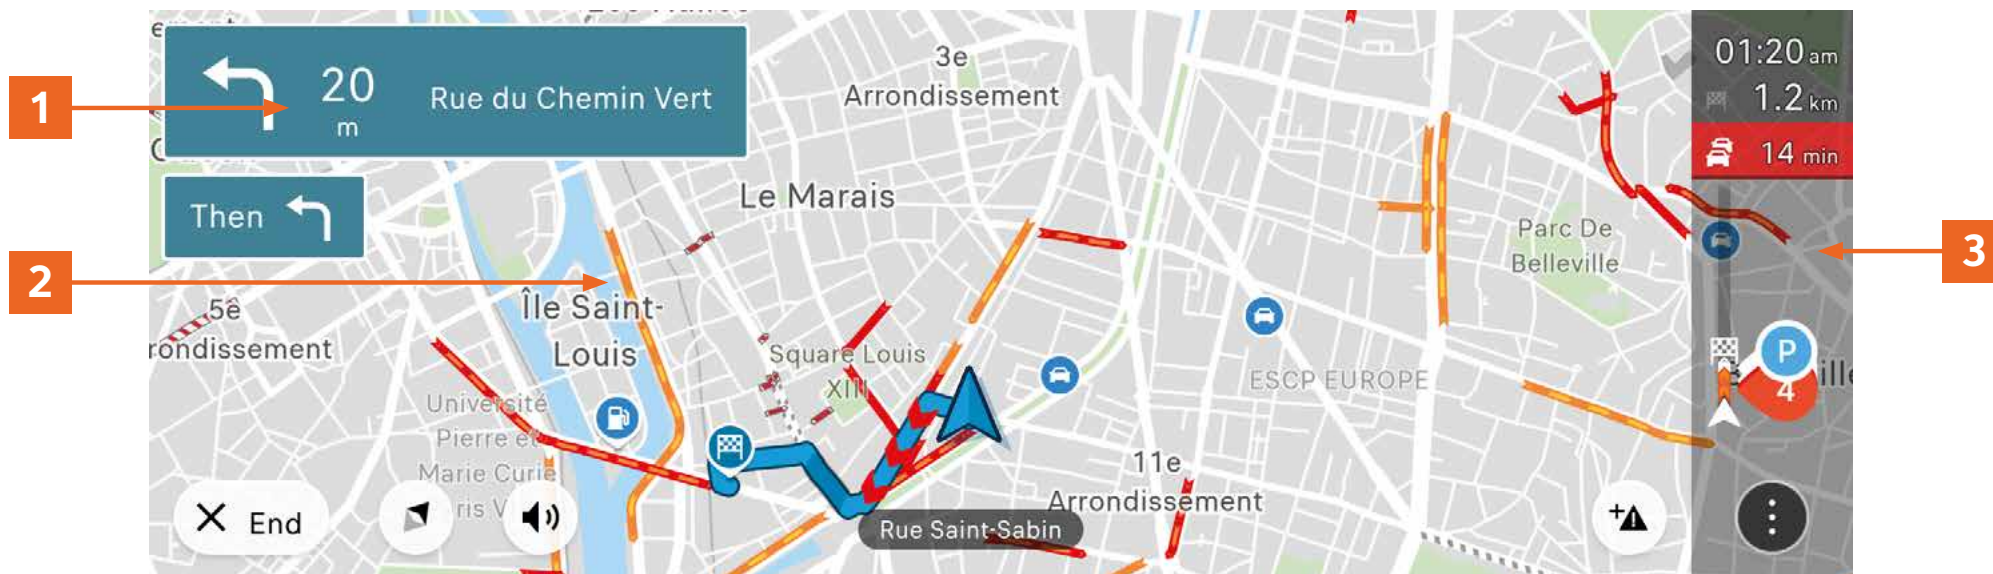 1
2
3
20
m
Rue du Chemin Vert
Then
3e
Arrondissement
Le Marais
5e
rondissement
Île Saint-
Louis
Square Louis
XIII
Université
Pierre et
Marie Curie
ris V
ESCP EUROPE
Parc De
Belleville
11e
Arrondissement
Rue Saint-Sabin
End
01:20 am
1.2 km
14 min
P
4